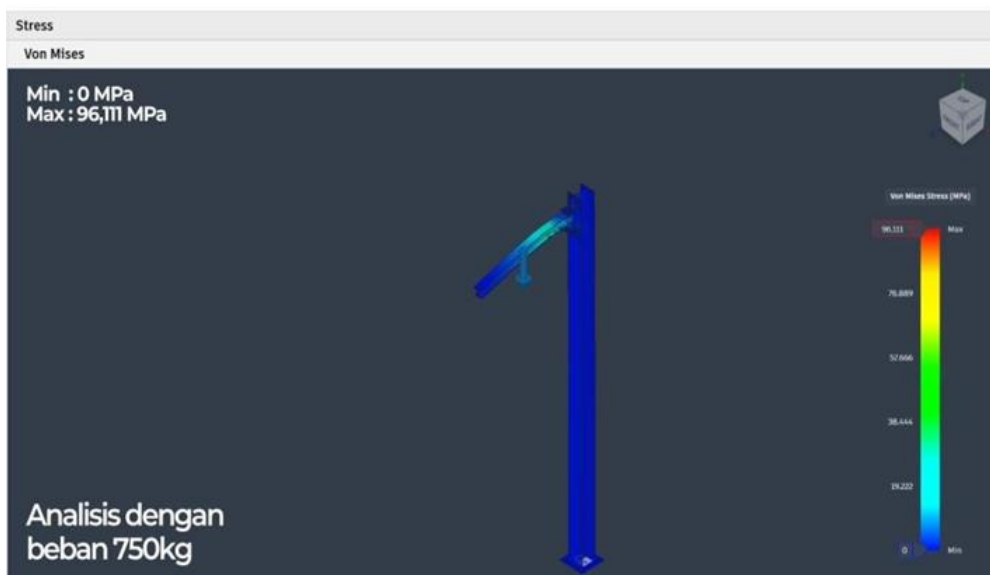 Stress
Von Mises
Min : 0 MPa
Max : 96,111 MPa
Von Mises Stress (MPa)
96.111 Max
76.889
57.666
38.444
19.222
0 Min
Analisis dengan
beban 750kg